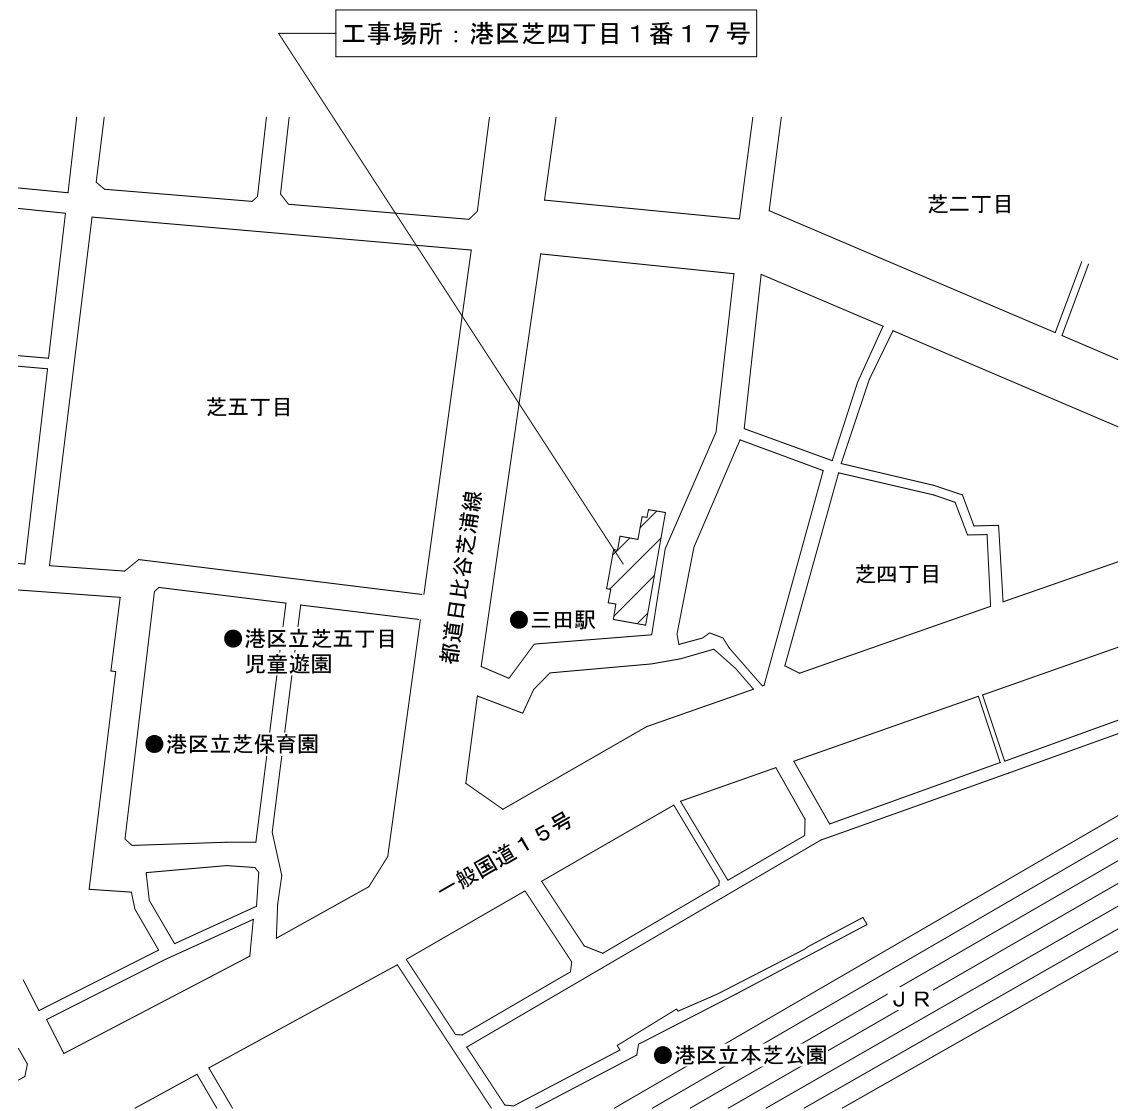 工事場所：港区芝四丁目１番１７号
芝二丁目
芝五丁目
都道日比谷芝浦線
芝四丁目
三田駅
港区立芝五丁目
児童遊園
港区立芝保育園
一般国道１５号
ＪＲ
港区立本芝公園